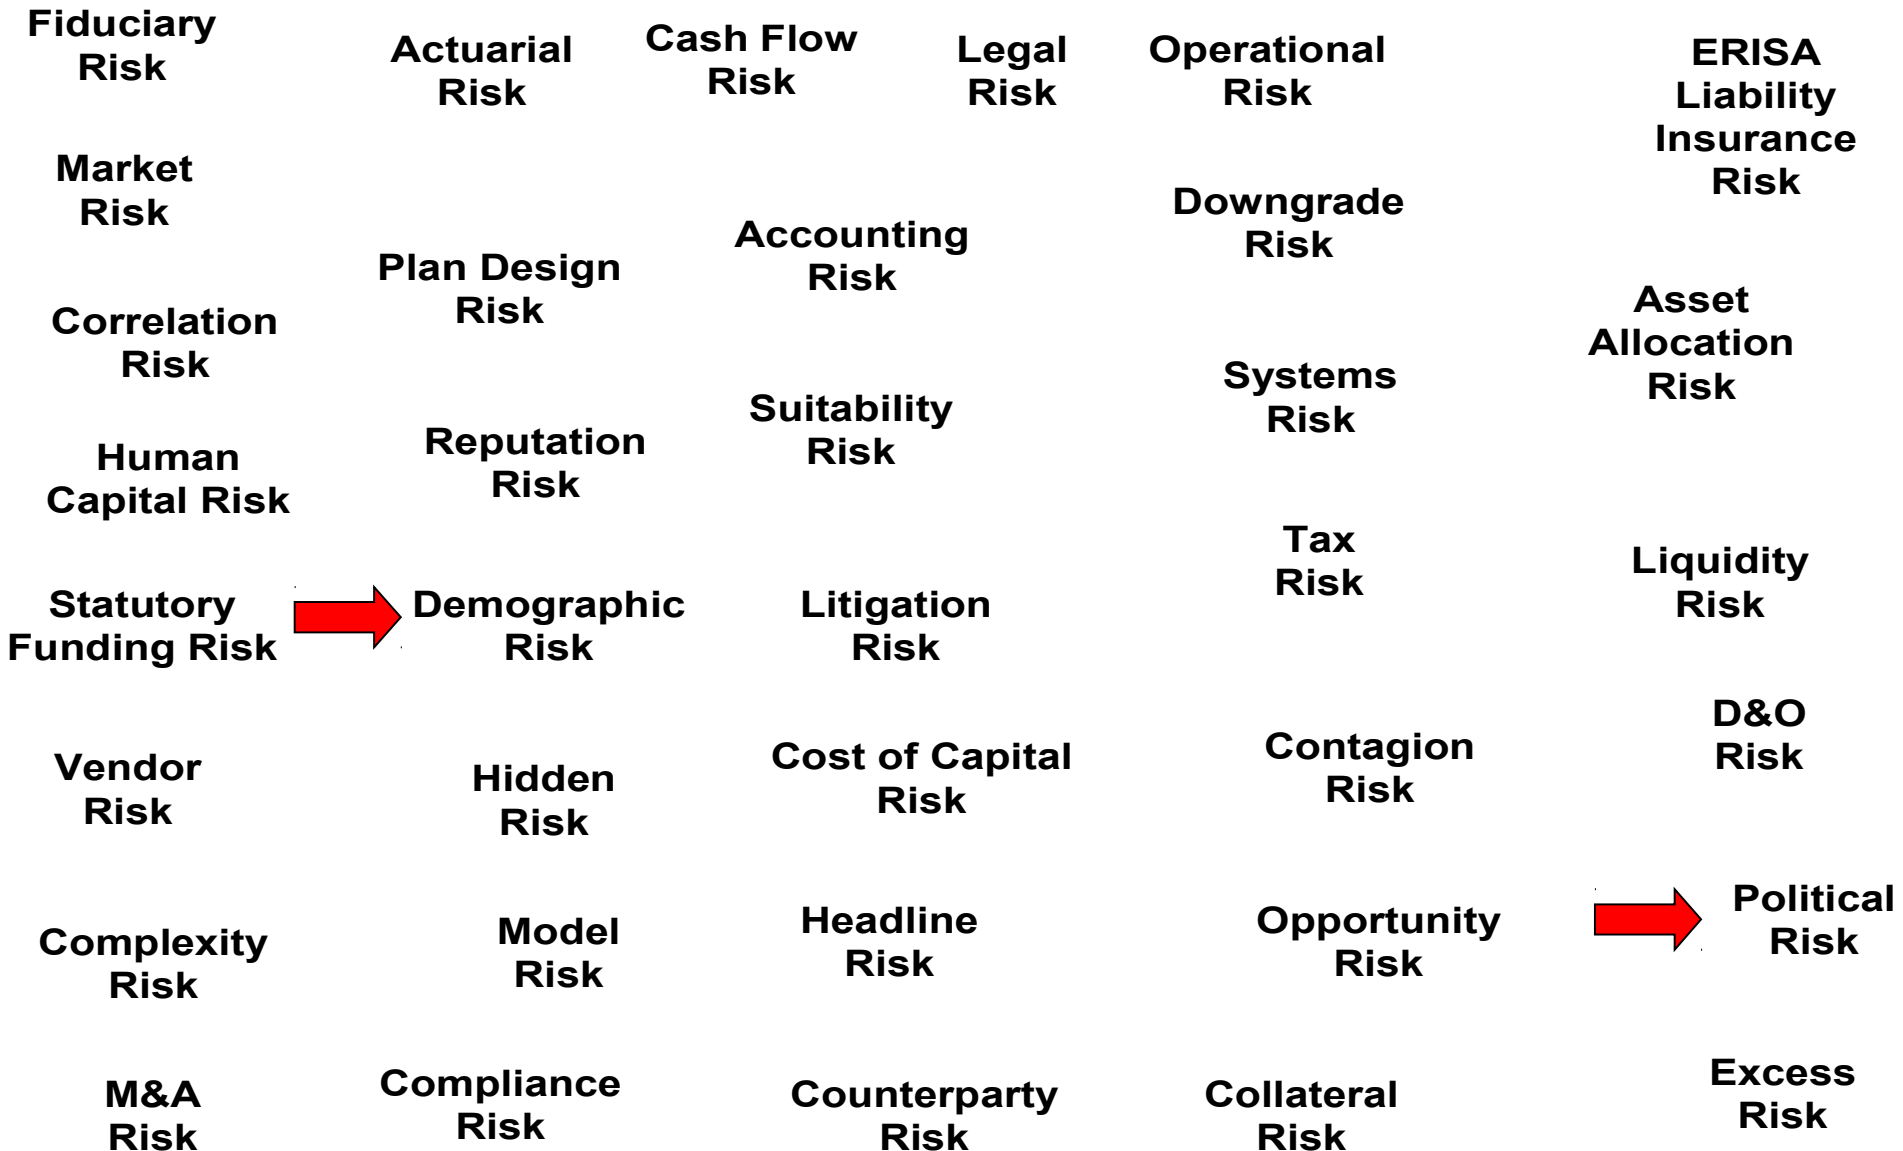 Fiduciary
Risk
Actuarial
Risk
Cash Flow
Risk
Legal
Risk
Operational
Risk
ERISA
Liability
Insurance
Risk
Market
Risk
Plan Design
Risk
Accounting
Risk
Downgrade
Risk
Correlation
Risk
Asset
Allocation
Risk
Human
Capital Risk
Reputation
Risk
Suitability
Risk
Systems
Risk
Tax
Risk
Liquidity
Risk
Statutory
Funding Risk
Demographic
Risk
Litigation
Risk
D&O
Risk
Vendor
Risk
Hidden
Risk
Cost of Capital
Risk
Contagion
Risk
Complexity
Risk
Model
Risk
Headline
Risk
Opportunity
Risk
Political
Risk
M&A
Risk
Compliance
Risk
Counterparty
Risk
Collateral
Risk
Excess
Risk